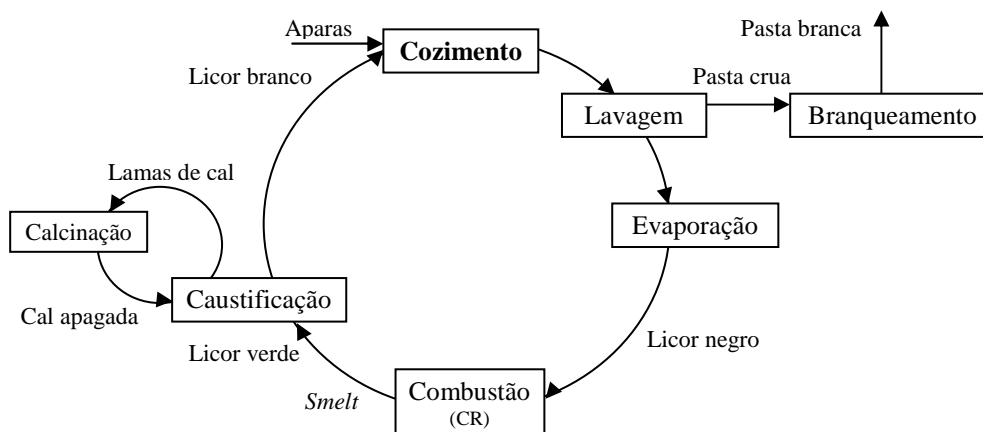 Aparas
Cozimento
Pasta branca
Licor branco
Pasta crua
Lavagem
Branqueamento
Lamas de cal
Calcinação
Evaporação
Caustificação
Cal apagada
Licor verde
Licor negro
Smelt
Combustão
(CR)